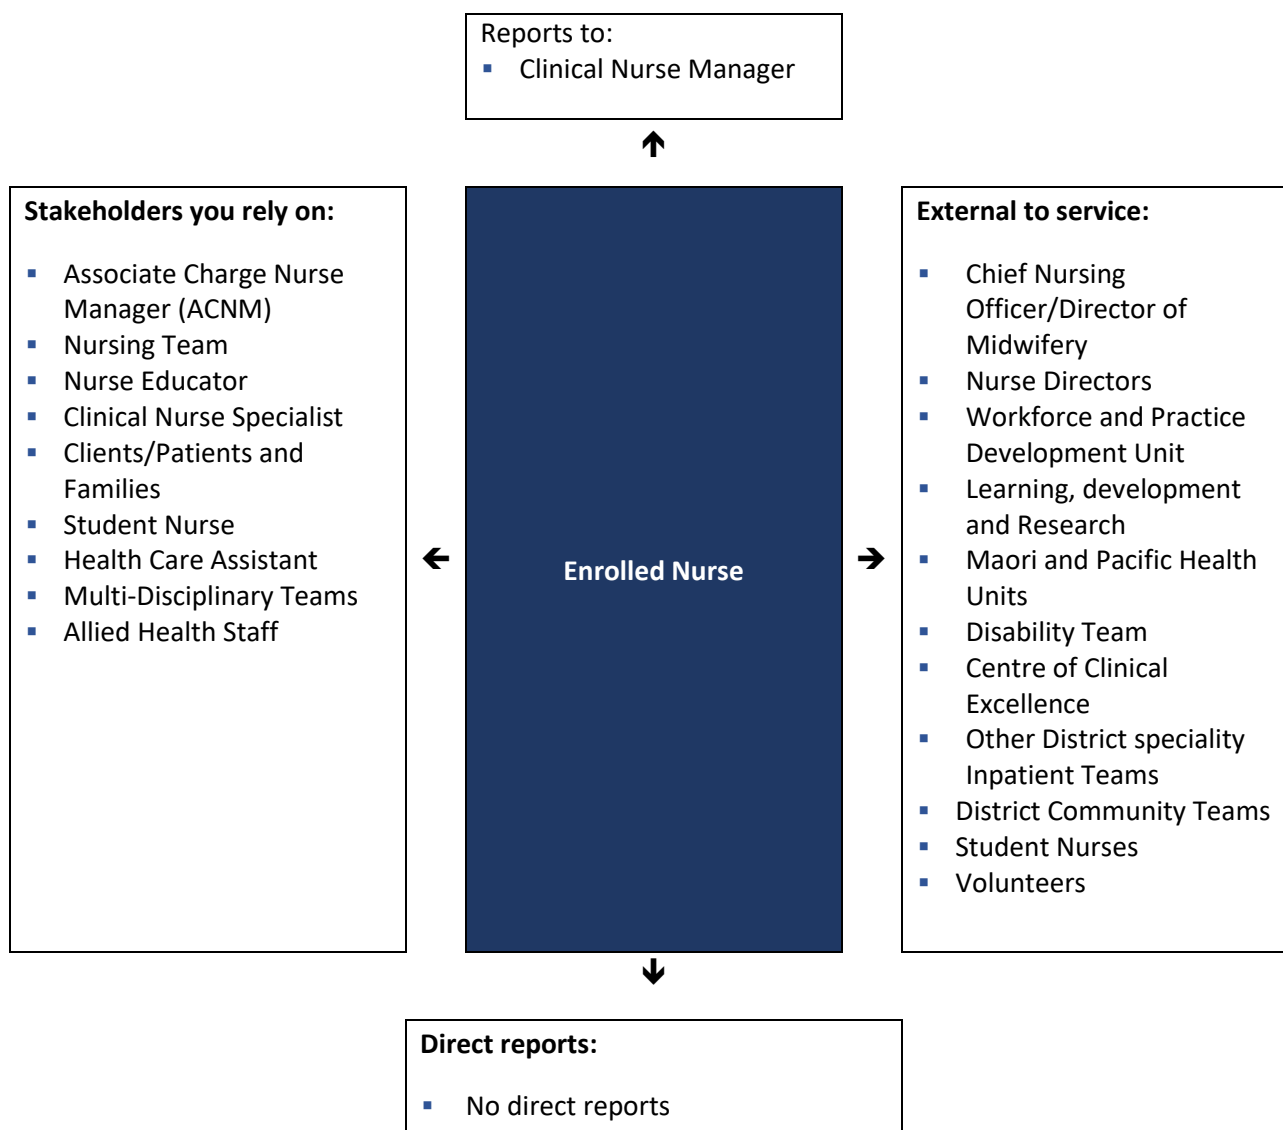 Reports to:
▪ Clinical Nurse Manager
Stakeholders you rely on:
▪ Associate Charge Nurse
Manager (ACNM)
▪ Nursing Team
▪ Nurse Educator
▪ Clinical Nurse Specialist
▪ Clients/Patients and
Families
▪ Student Nurse
▪ Health Care Assistant
▪ Multi-Disciplinary Teams
▪ Allied Health Staff
Enrolled Nurse
External to service:
▪ Chief Nursing
Officer/Director of
Midwifery
▪ Nurse Directors
▪ Workforce and Practice
Development Unit
▪ Learning, development
and Research
▪ Maori and Pacific Health
Units
▪ Disability Team
▪ Centre of Clinical
Excellence
▪ Other District speciality
Inpatient Teams
▪ District Community Teams
▪ Student Nurses
▪ Volunteers
Direct reports:
▪ No direct reports